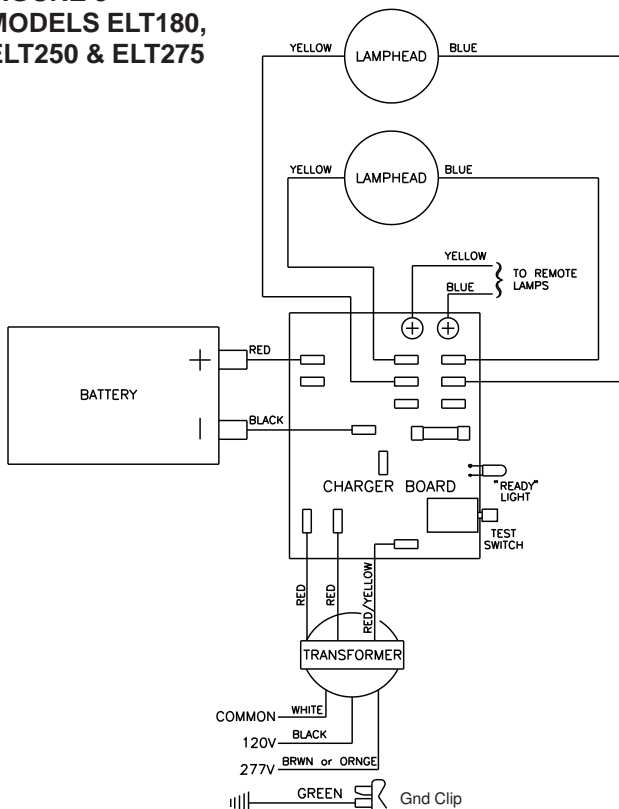 MODELS ELT180,
ELT250 & ELT275
YELLOW
LAMPHEAD
BLUE
YELLOW
LAMPHEAD
BLUE
YELLOW
BLUE
TO REMOTE
LAMPS
RED
+
BATTERY
BLACK
CHARGER BOARD
"READY"
LIGHT
TEST
SWITCH
RED
RED
RED/YELLOW
TRANSFORMER
COMMON WHITE
120V BLACK
277V BRWN or ORNGE
GREEN Gnd Clip